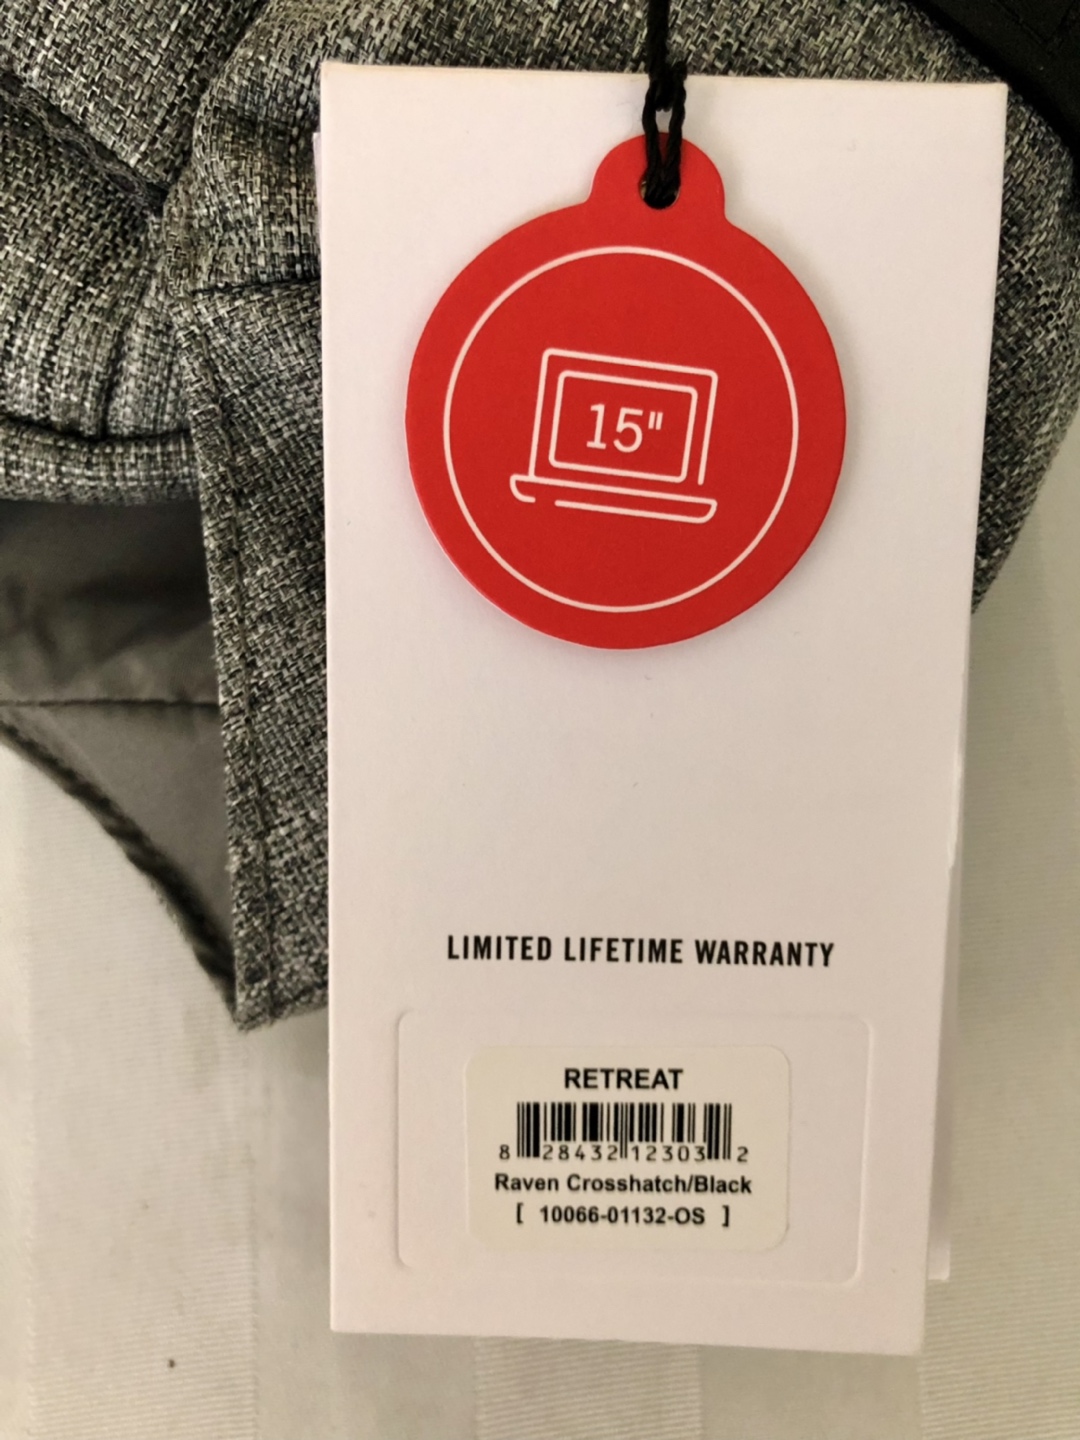 15"
LIMITED LIFETIME WARRANTY
RETREAT
8 28432 12303 2
Raven Crosshatch/Black
[ 10066-01132-OS ]